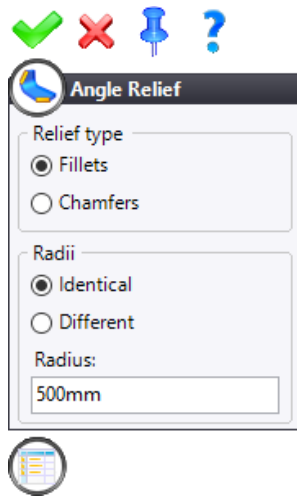 Angle Relief
Relief type
Fillets
Chamfers
Radii
Identical
Different
Radius:
500mm